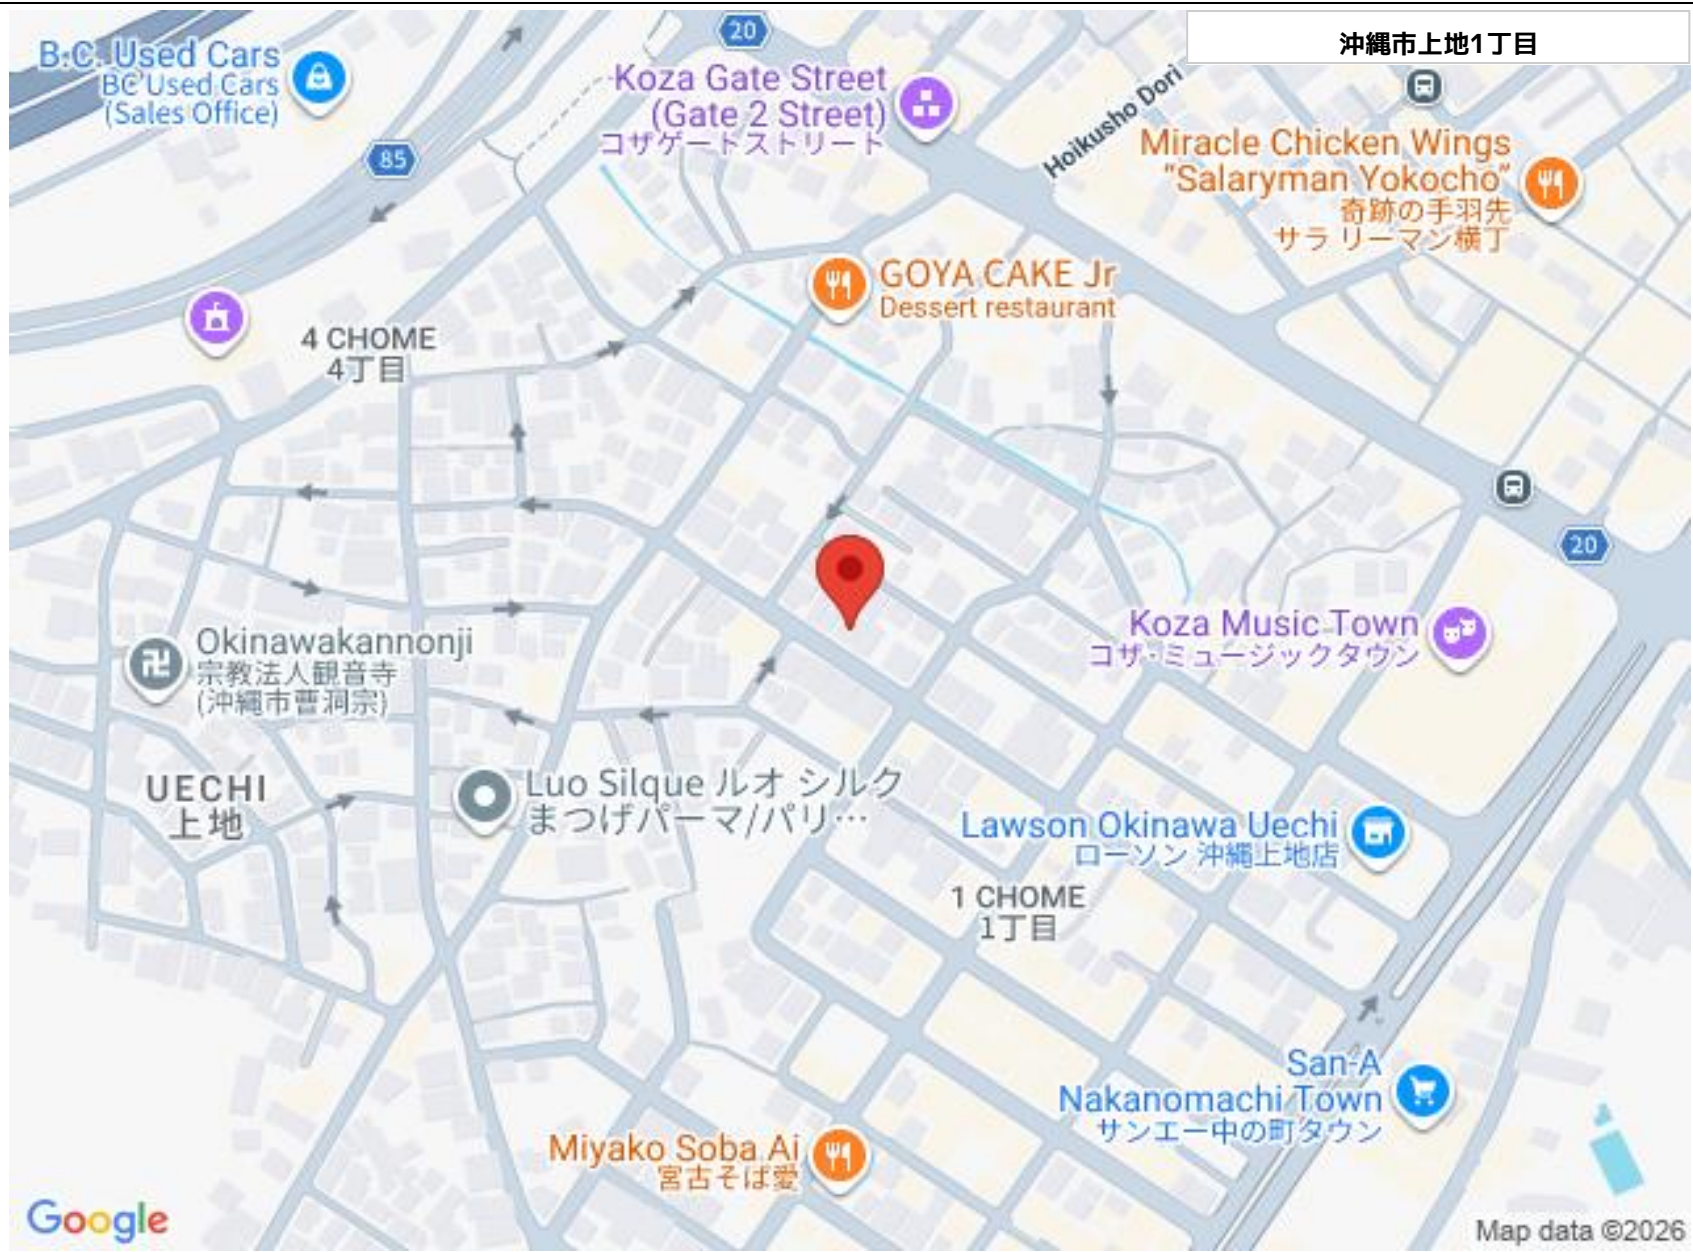 沖縄市上地1丁目
20
B.C. Used Cars
BC Used Cars
(Sales Office)
Koza Gate Street
(Gate 2 Street)
コザゲートストリート
Hoikusho Dori
85
Miracle Chicken Wings
“Salaryman Yokocho”
奇跡の手羽先
サラリーマン横丁
GOYA CAKE Jr
Dessert restaurant
4 CHOME
4丁目
20
Okinawakannonji
宗教法人観音寺
(沖縄市曹洞宗)
卍
Koza Music Town
コザ・ミュージックタウン
UECHI
上地
Luo Silque ルオ シルク
まつげパーマ/パリ…
Lawson Okinawa Uechi
ローソン 沖縄上地店
1 CHOME
1丁目
San-A
Nakanomachi Town
サンエー中の町タウン
Miyako Soba Ai
宮古そば愛
Google
Map data ©2026